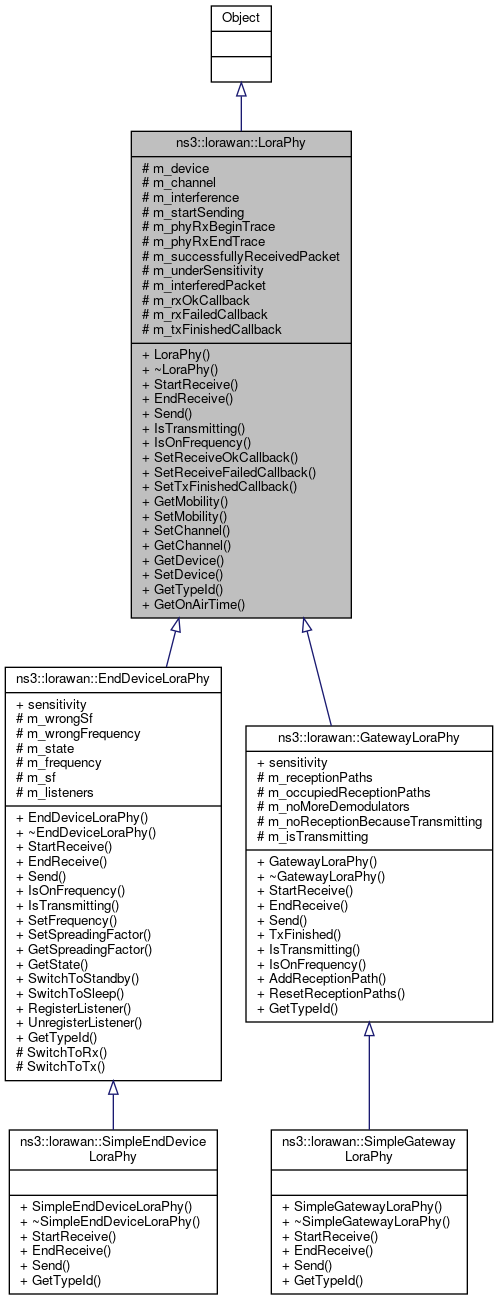 Object
ns3::lorawan::LoraPhy
# m_device
# m_channel
# m_interference
# m_startSending
# m_phyRxBeginTrace
# m_phyRxEndTrace
# m_successfullyReceivedPacket
# m_underSensitivity
# m_interferedPacket
# m_rxOkCallback
# m_rxFailedCallback
# m_txFinishedCallback
+ LoraPhy()
+ ~LoraPhy()
+ StartReceive()
+ EndReceive()
+ Send()
+ IsTransmitting()
+ IsOnFrequency()
+ SetReceiveOkCallback()
+ SetReceiveFailedCallback()
+ SetTxFinishedCallback()
+ GetMobility()
+ SetMobility()
+ SetChannel()
+ GetChannel()
+ GetDevice()
+ SetDevice()
+ GetTypeId()
+ GetOnAirTime()
ns3::lorawan::EndDeviceLoraPhy
+ sensitivity
# m_wrongSf
# m_wrongFrequency
# m_state
# m_frequency
# m_sf
# m_listeners
+ EndDeviceLoraPhy()
+ ~EndDeviceLoraPhy()
+ StartReceive()
+ EndReceive()
+ Send()
+ IsOnFrequency()
+ IsTransmitting()
+ SetFrequency()
+ SetSpreadingFactor()
+ GetSpreadingFactor()
+ GetState()
+ SwitchToStandby()
+ SwitchToSleep()
+ RegisterListener()
+ UnregisterListener()
+ GetTypeId()
# SwitchToRx()
# SwitchToTx()
ns3::lorawan::GatewayLoraPhy
+ sensitivity
# m_receptionPaths
# m_occupiedReceptionPaths
# m_noMoreDemodulators
# m_noReceptionBecauseTransmitting
# m_isTransmitting
+ GatewayLoraPhy()
+ ~GatewayLoraPhy()
+ StartReceive()
+ EndReceive()
+ Send()
+ TxFinished()
+ IsTransmitting()
+ IsOnFrequency()
+ AddReceptionPath()
+ ResetReceptionPaths()
+ GetTypeId()
ns3::lorawan::SimpleEndDevice
LoraPhy
+ SimpleEndDeviceLoraPhy()
+ ~SimpleEndDeviceLoraPhy()
+ StartReceive()
+ EndReceive()
+ Send()
+ GetTypeId()
ns3::lorawan::SimpleGateway
LoraPhy
+ SimpleGatewayLoraPhy()
+ ~SimpleGatewayLoraPhy()
+ StartReceive()
+ EndReceive()
+ Send()
+ GetTypeId()